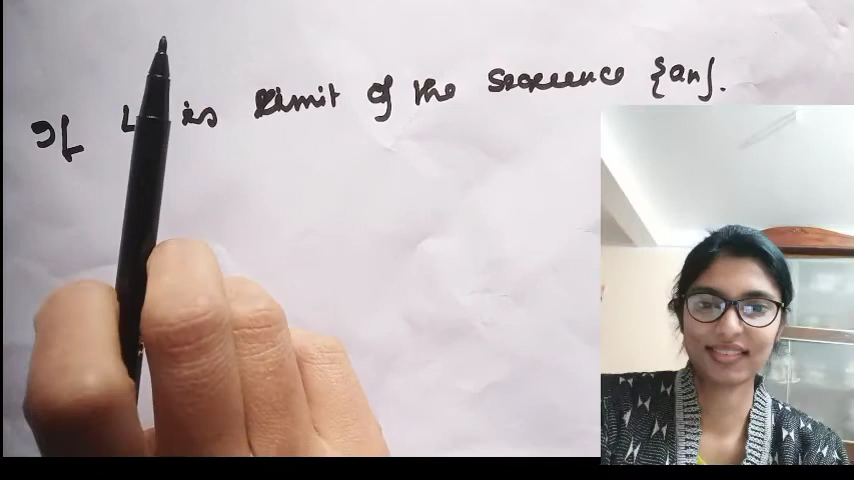 If L is limit of the sequence {an}.